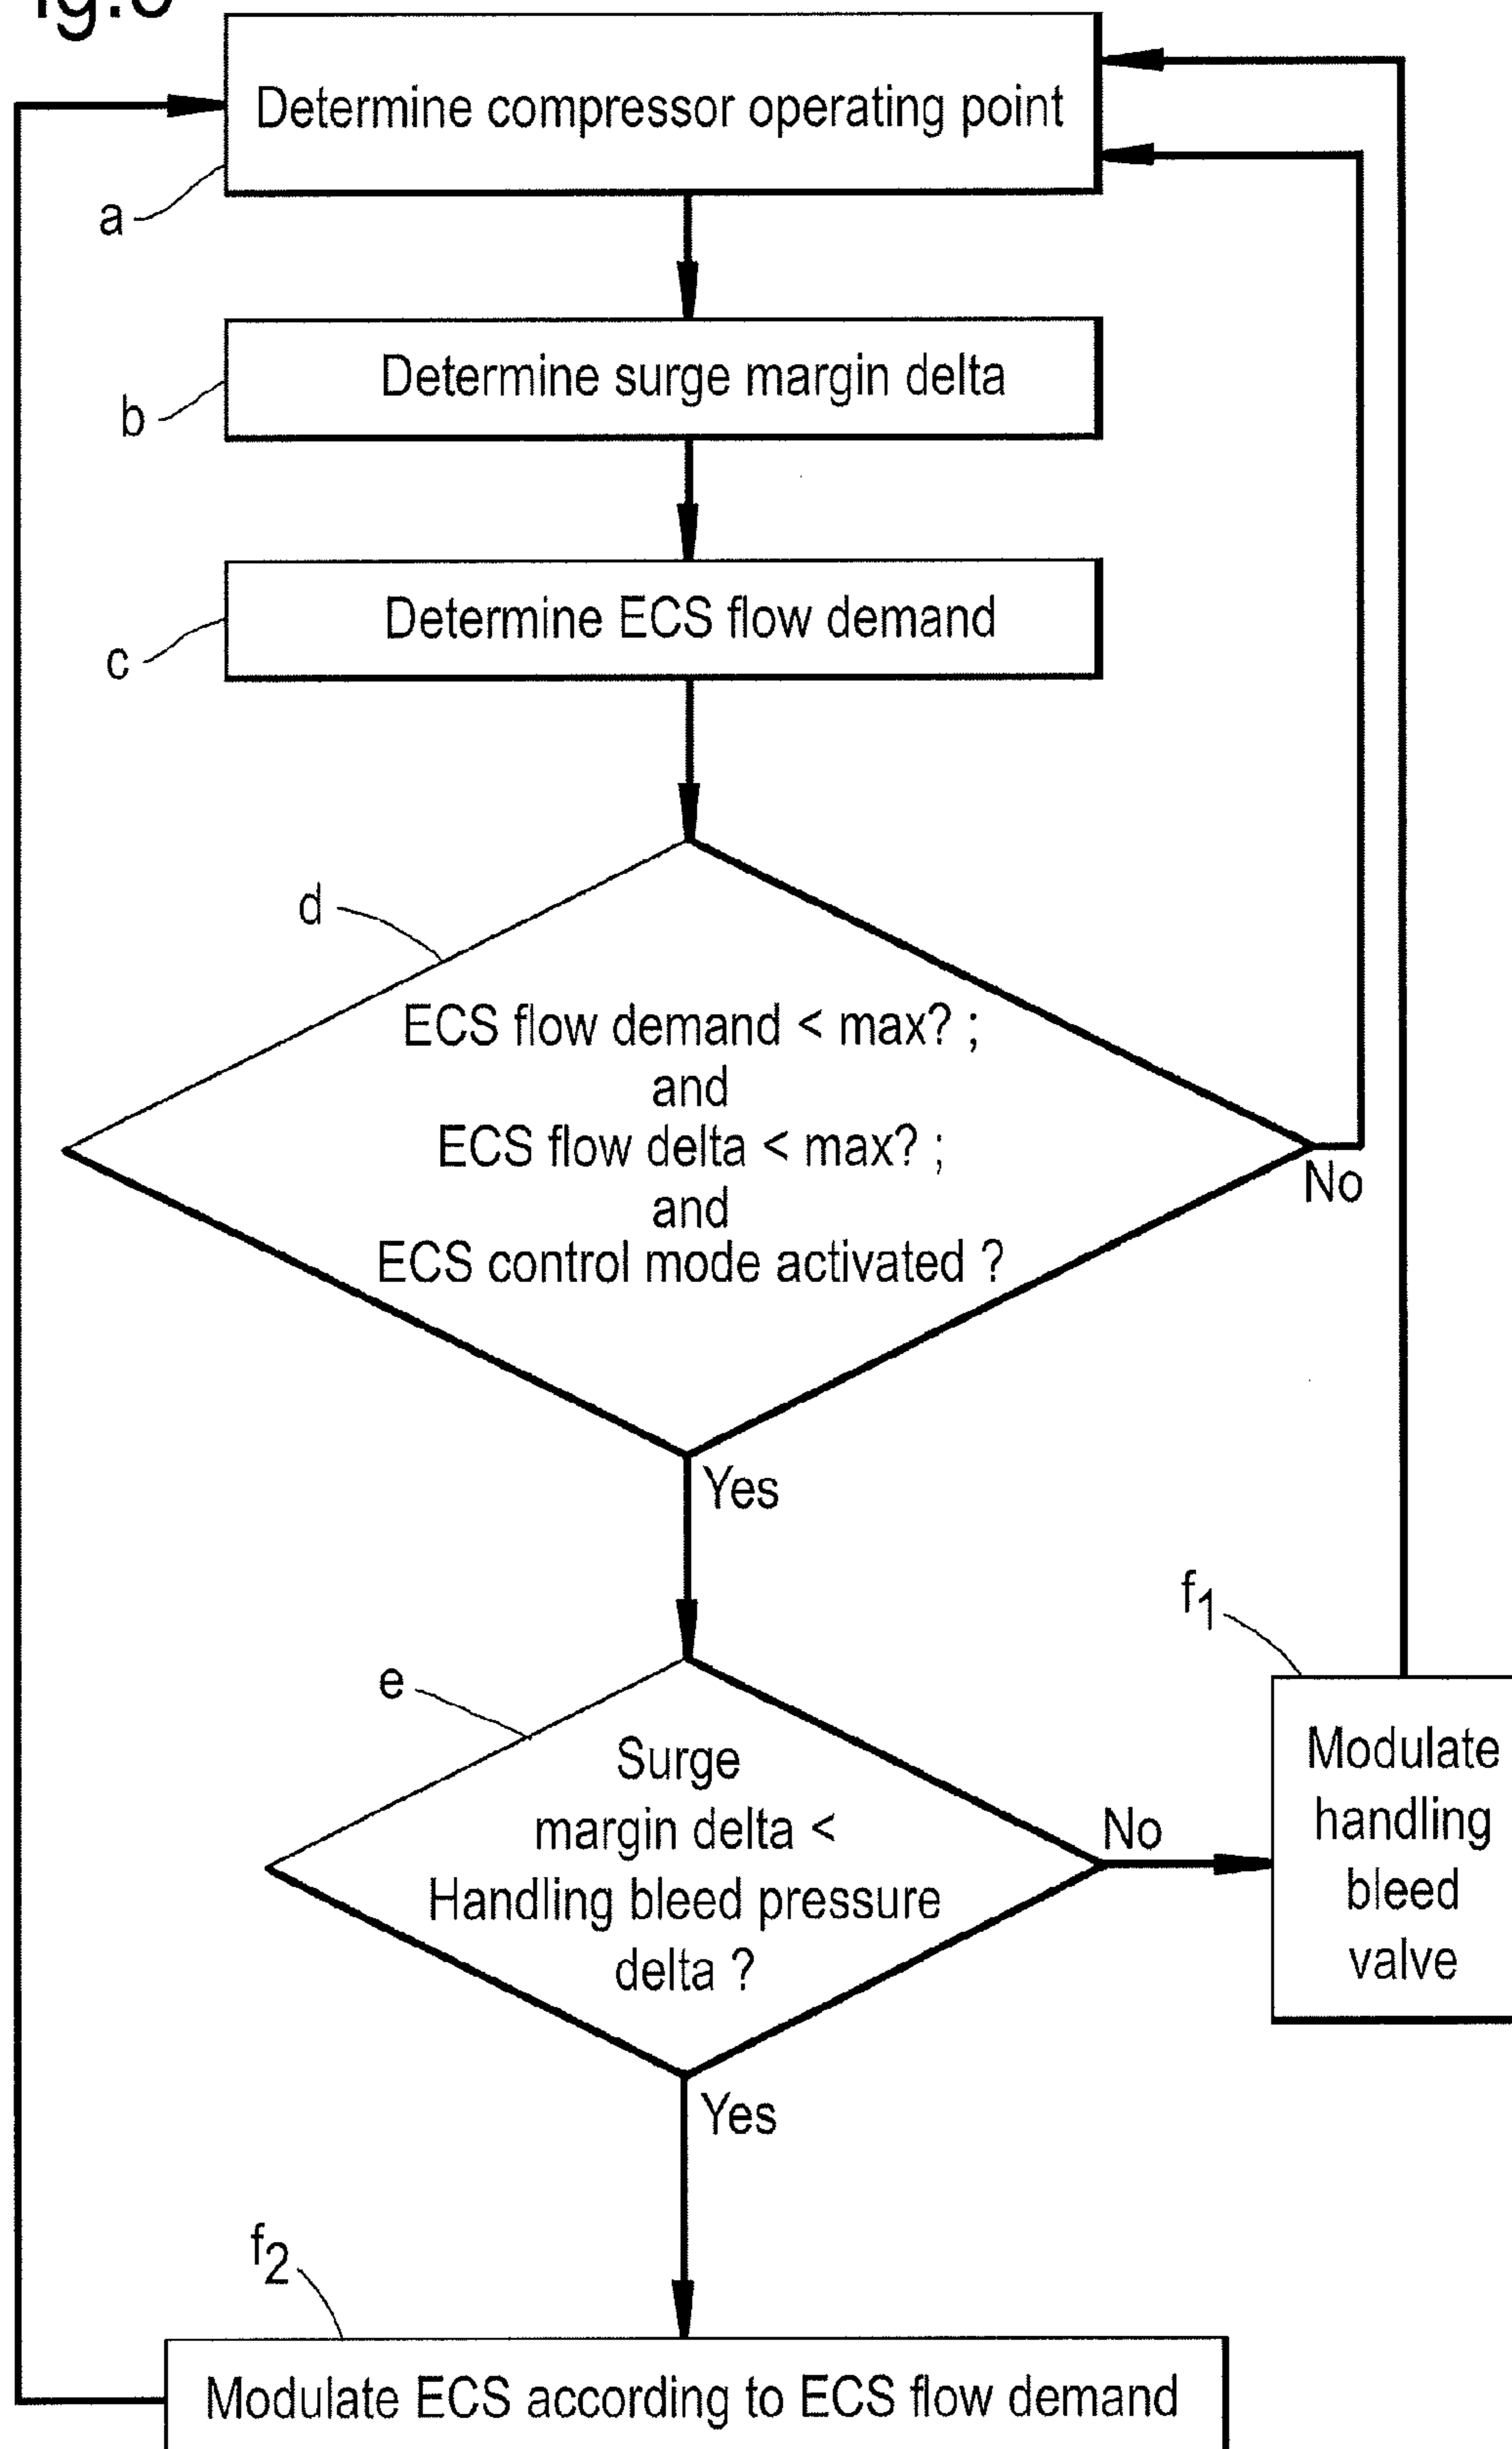 Determine compressor operating point
a
Determine surge margin delta
b
Determine ECS flow demand
c
d
ECS flow demand < max? ;
and
ECS flow delta < max? ;
and
ECS control mode activated ?
No
Yes
f1
e
Surge
margin delta <
Handling bleed pressure
delta ?
No
Modulate
handling
bleed
valve
Yes
f2
Modulate ECS according to ECS flow demand